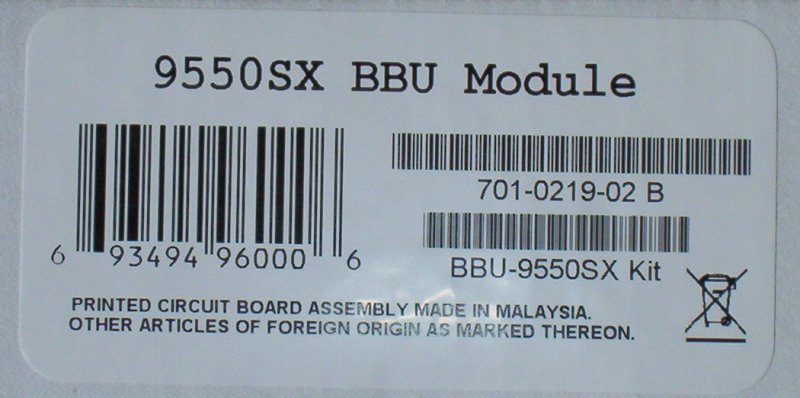 9550SX BBU Module
701-0219-02 B
6 93494 96000 6
BBU-9550SX Kit
PRINTED CIRCUIT BOARD ASSEMBLY MADE IN MALAYSIA.
OTHER ARTICLES OF FOREIGN ORIGIN AS MARKED THEREON.